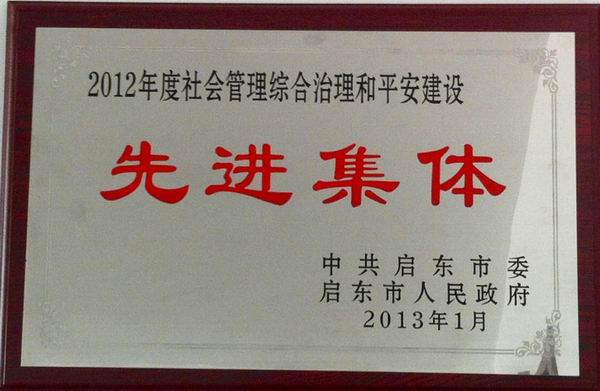 2012年度社会管理综合治理和平安建设
先进集体
中共启东市委
启东市人民政府
2013年1月